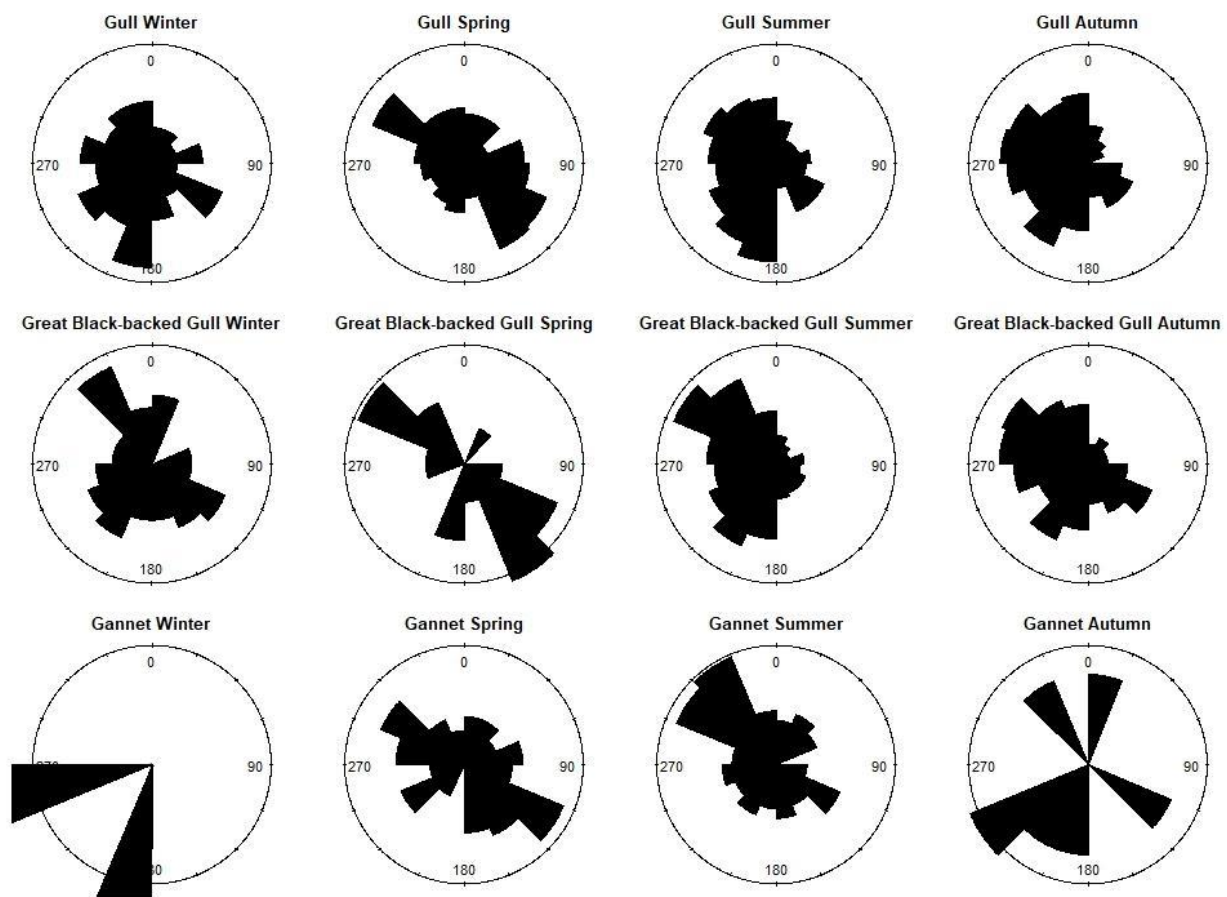 Gull Winter Gull Spring Gull Summer Gull Autumn
0 0 0 0
270 90 270 90 270 90 270 90
180 180 180
Great Black-backed Gull Winter Great Black-backed Gull Spring Great Black-backed Gull Summer Great Black-backed Gull Autumn
0 0 0 0
270 90 270 90 270 90 270 90
180 180 180 180
Gannet Winter Gannet Spring Gannet Summer Gannet Autumn
0 0 0 0
90 270 90 270 90 270 90
180 180 180